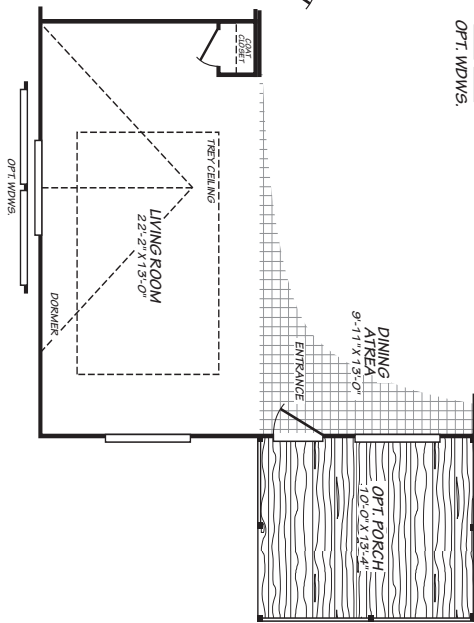 OPT. WDWS.
COAT
CLOSET
TREY CEILING
LIVING ROOM
22'-2" X 13'-0"
OPT. WDWS.
DORMER
DINING
ATREA
9'-11" X 13'-0"
ENTRANCE
OPT. PORCH
10'-0" X 13'-4"